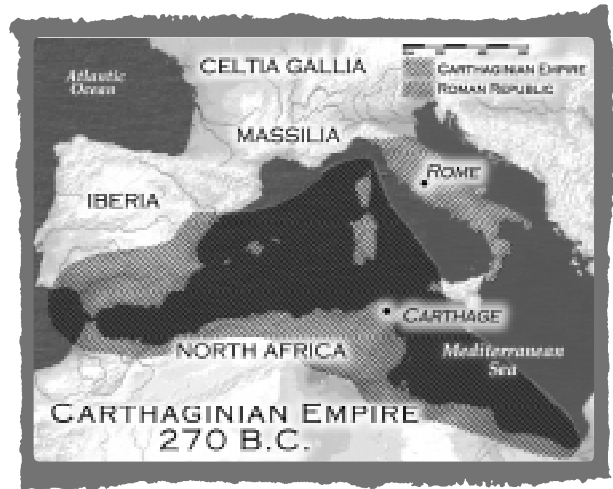 Atlantic
Ocean
CELTIA GALLIA
CARTHAGINIAN EMPIRE
ROMAN REPUBLIC
MASSILIA
ROME
IBERIA
CARTHAGE
NORTH AFRICA
Mediterranean
Sea
CARTHAGINIAN EMPIRE
270 B.C.